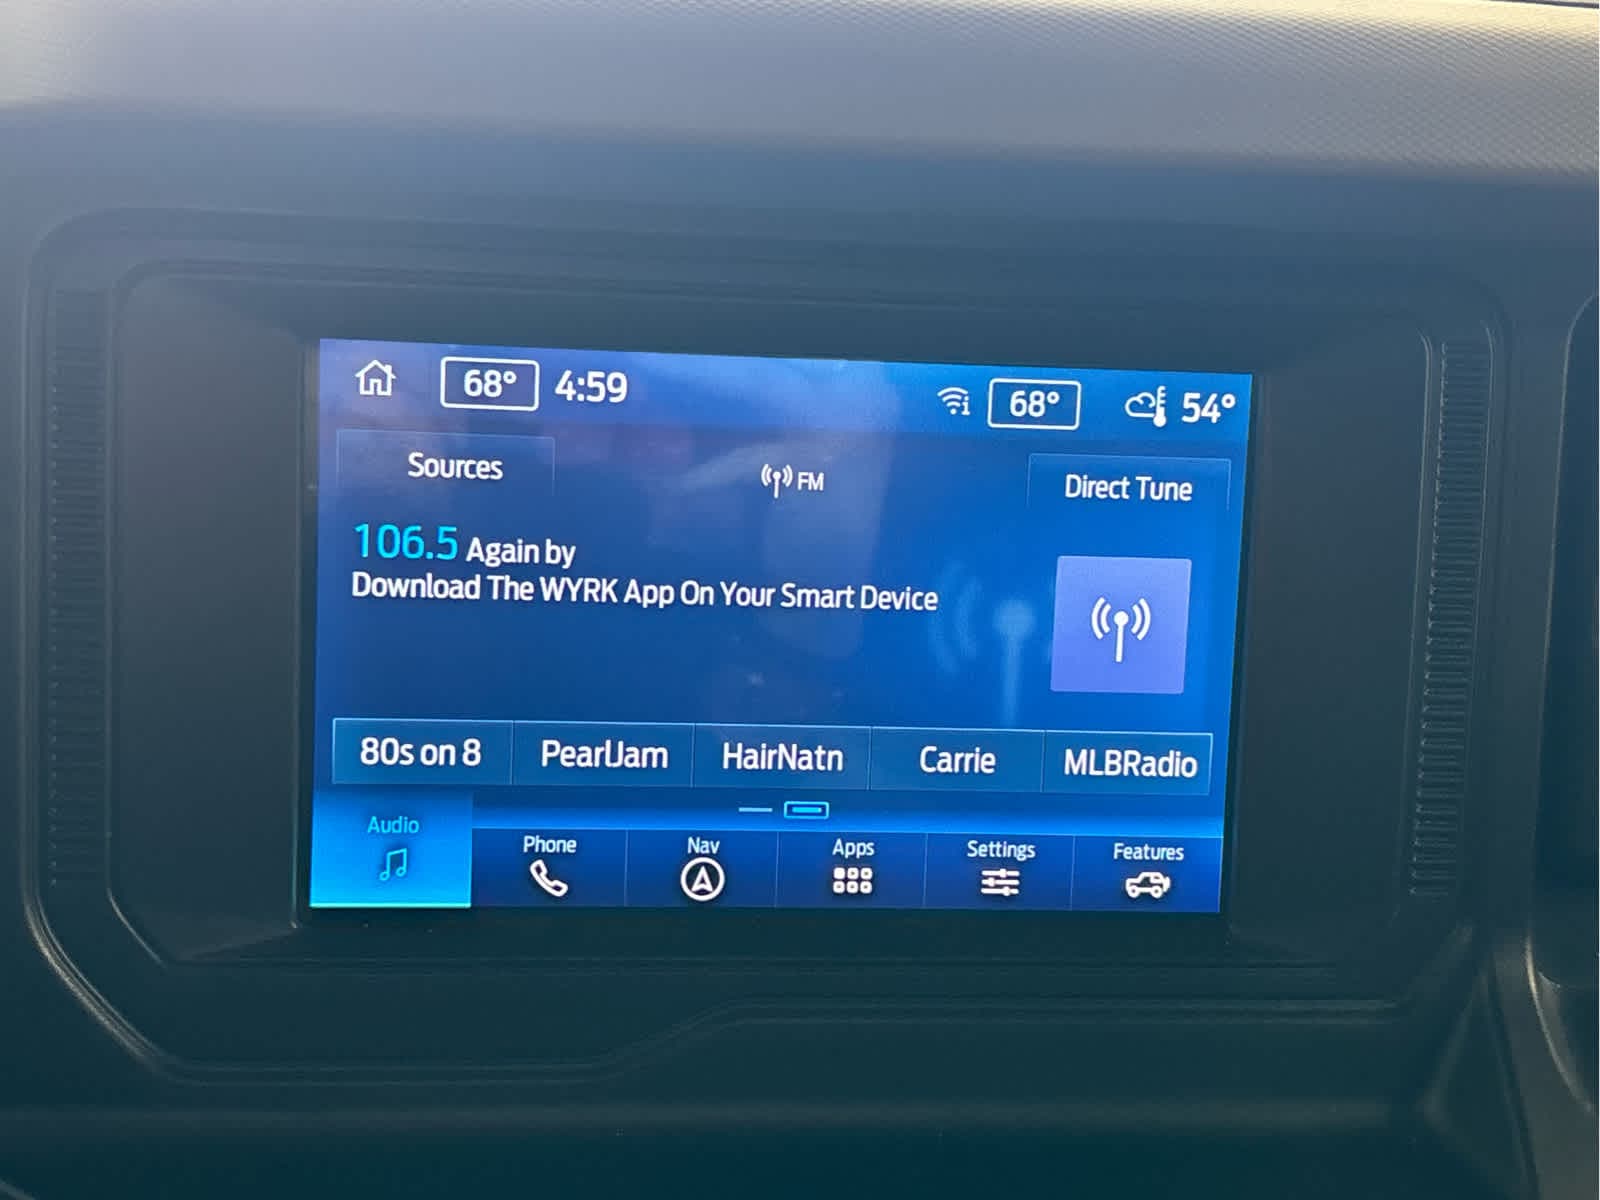 68° 4:59 68° 54°
Sources FM Direct Tune
106.5 Again by
Download The WYRK App On Your Smart Device
80s on 8 PearlJam HairNatn Carrie MLBRadio
Audio Phone Nav Apps Settings Features